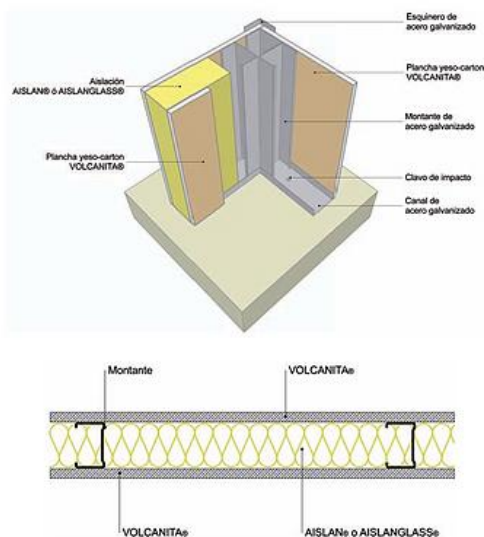 Esquinero de
acero galvanizado
Aislación
AISLAN® ó AISLANGLASS®
Plancha yeso-carton
VOLCANITA®
Montante
de acero galvanizado
Plancha yeso-carton
VOLCANITA®
Clavo de impacto
Canal de
acero galvanizado
Montante
VOLCANITA®
VOLCANITA®
AISLAN® o AISLANGLASS®